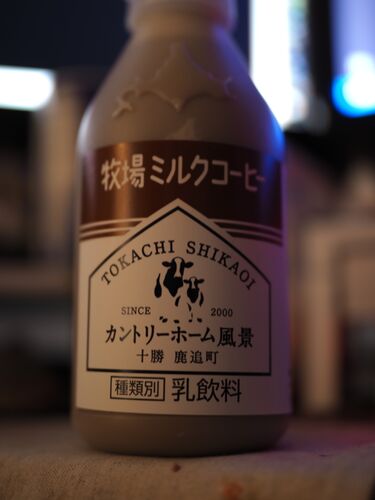 牧場ミルクコーヒー
TOKACHI SHIKAOI
SINCE 2000
カントリーホーム風景
十勝 鹿追町
種類別 乳飲料